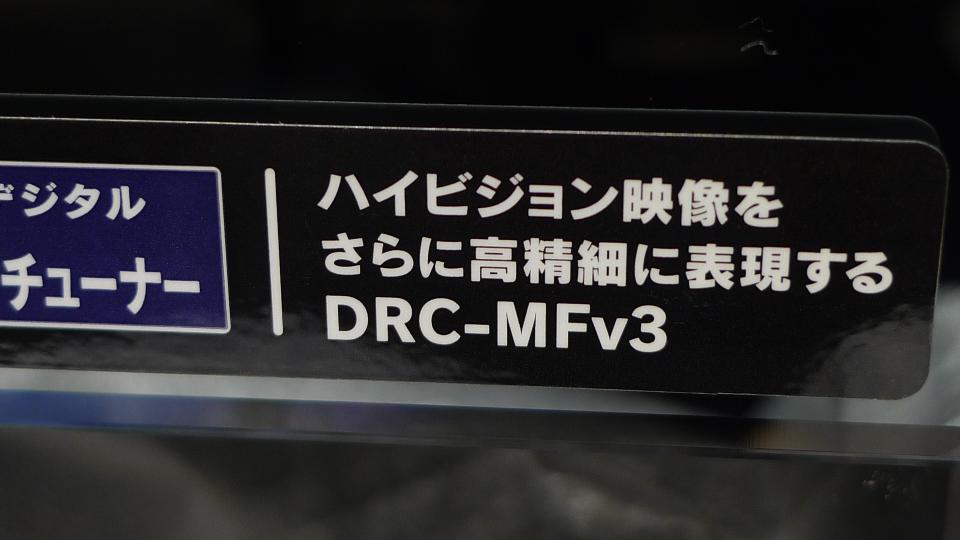 デジタル
チューナー
ハイビジョン映像を
さらに高精細に表現する
DRC-MFv3